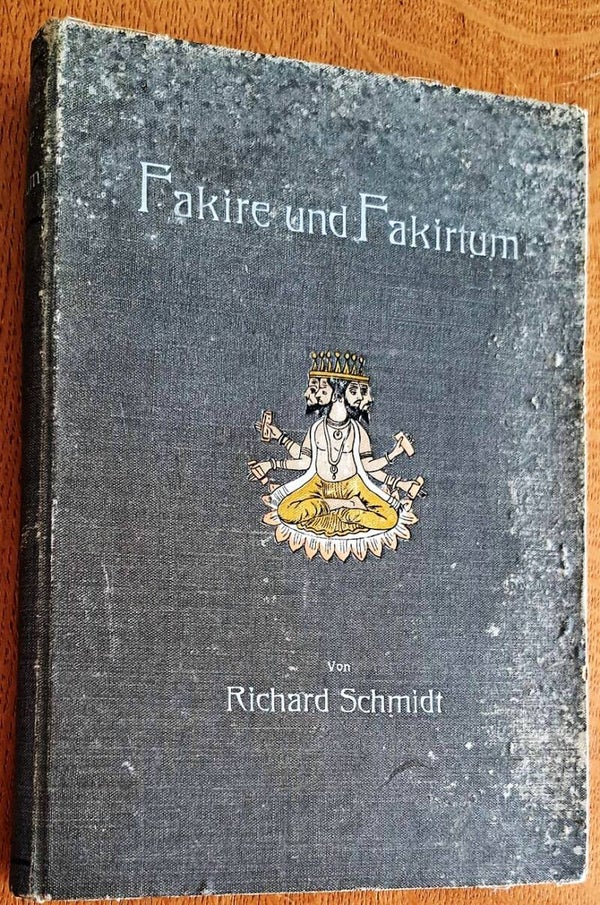 Fakire und Fakirtum
Von
Richard Schmidt